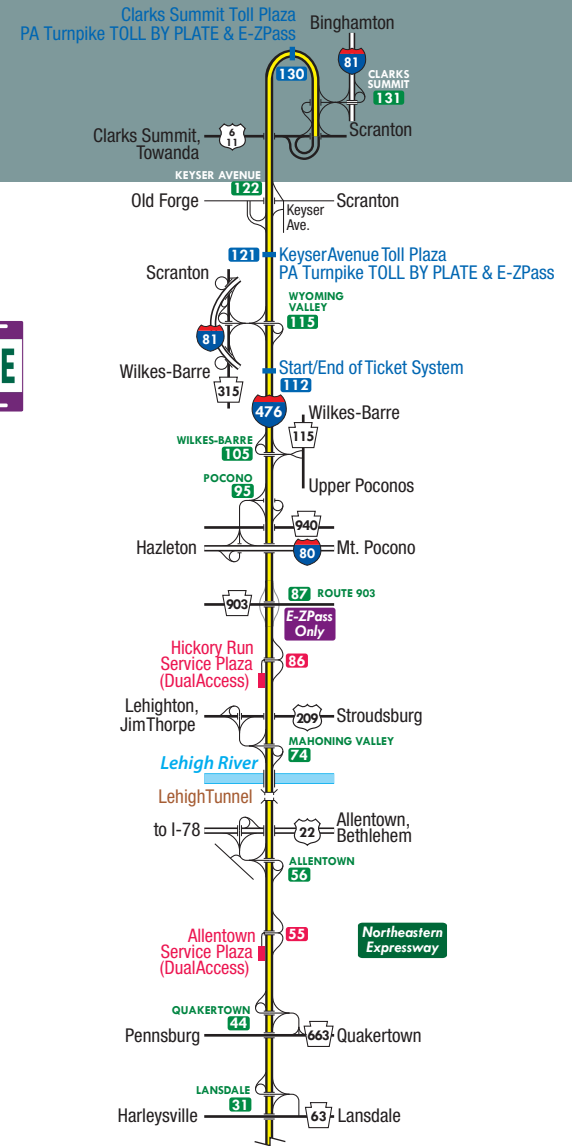 Clarks Summit Toll Plaza
PA Turnpike TOLL BY PLATE & E-ZPass
Binghamton
130
81
CLARKS
SUMMIT
131
Clarks Summit,
Towanda
6
11
Scranton
KEYSER AVENUE
122
Old Forge
Scranton
Keyser
Ave.
121
KeyserAvenue Toll Plaza
PA Turnpike TOLL BY PLATE & E-ZPass
Scranton
WYOMING
VALLEY
115
81
E
Wilkes-Barre
315
Start/End of Ticket System
112
476
Wilkes-Barre
115
WILKES-BARRE
105
Upper Poconos
POCONO
95
940
Hazleton
80
Mt. Pocono
903
87 ROUTE 903
E-ZPass
Only
Hickory Run
Service Plaza
(DualAccess)
86
Lehighton,
JimThorpe
209
Stroudsburg
MAHONING VALLEY
74
Lehigh River
LehighTunnel
to I-78
22
Allentown,
Bethlehem
ALLENTOWN
56
Allentown
Service Plaza
(DualAccess)
55
Northeastern
Expressway
QUAKERTOWN
44
Pennsburg
663
Quakertown
LANSDALE
31
Harleysville
63
Lansdale